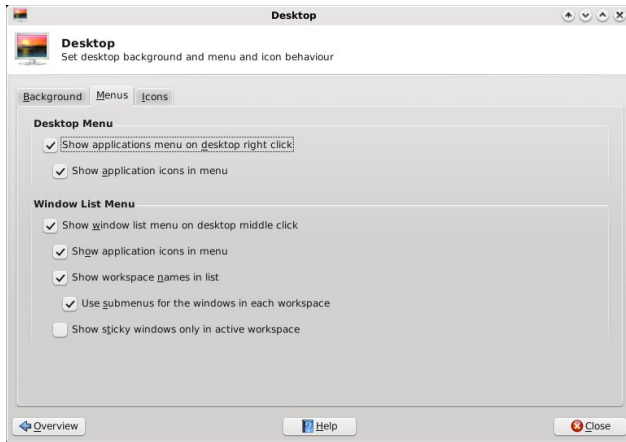 Desktop
Desktop
Set desktop background and menu and icon behaviour
Background Menus Icons
Desktop Menu
Show applications menu on desktop right click
Show application icons in menu
Window List Menu
Show window list menu on desktop middle click
Show application icons in menu
Show workspace names in list
Use submenus for the windows in each workspace
Show sticky windows only in active workspace
Overview Help Close